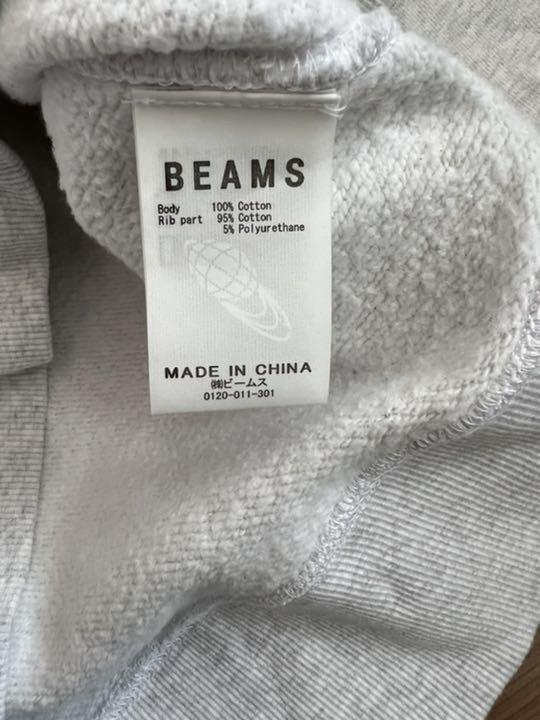 BEAMS
Body 100% Cotton
Rib part 95% Cotton
5% Polyurethane
MADE IN CHINA
㈱ビームス
0120-011-301